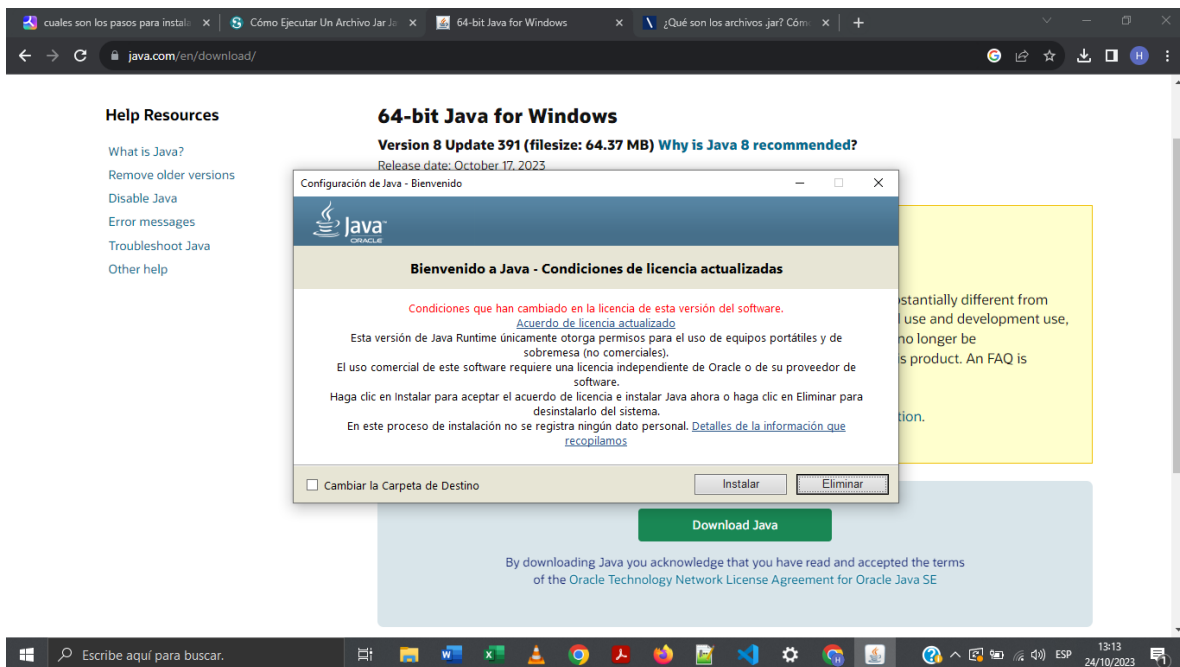 cuales son los pasos para instala
Cómo Ejecutar Un Archivo Jar Ja
64-bit Java for Windows
¿Qué son los archivos .jar? Cóm
java.com/en/download/
H
Help Resources
What is Java?
Remove older versions
Disable Java
Error messages
Troubleshoot Java
Other help
64-bit Java for Windows
Version 8 Update 391 (filesize: 64.37 MB) Why is Java 8 recommended?
Release date: October 17, 2023
Configuración de Java - Bienvenido
Java
ORACLE
Bienvenido a Java - Condiciones de licencia actualizadas
Condiciones que han cambiado en la licencia de esta versión del software.
Acuerdo de licencia actualizado
Esta versión de Java Runtime únicamente otorga permisos para el uso de equipos portátiles y de
sobremesa (no comerciales).
El uso comercial de este software requiere una licencia independiente de Oracle o de su proveedor de
software.
Haga clic en Instalar para aceptar el acuerdo de licencia e instalar Java ahora o haga clic en Eliminar para
desinstalarlo del sistema.
En este proceso de instalación no se registra ningún dato personal. Detalles de la información que
recopilamos
Cambiar la Carpeta de Destino
Instalar
Eliminar
stantially different from
l use and development use,
no longer be
s product. An FAQ is
tion.
Download Java
By downloading Java you acknowledge that you have read and accepted the terms
of the Oracle Technology Network License Agreement for Oracle Java SE
Escribe aquí para buscar.
ESP
13:13
24/10/2023